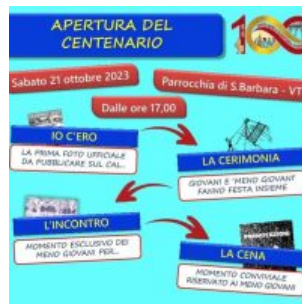 APERTURA DEL
CENTENARIO
100
Sabato 21 ottobre 2023
Parrocchia di S.Barbara - VT
Dalle ore 17,00
IO C'ERO
LA PRIMA FOTO UFFICIALE
DA PUBBLICARE SUL CAL..
LA CERIMONIA
GIOVANI E "MENO GIOVANI"
FANNO FESTA INSIEME
L'INCONTRO
MOMENTO ESCLUSIVO DEI
MENO GIOVANI PER...
LA CENA
MOMENTO CONVIVIALE
RISERVATO AI MENO GIOVANI